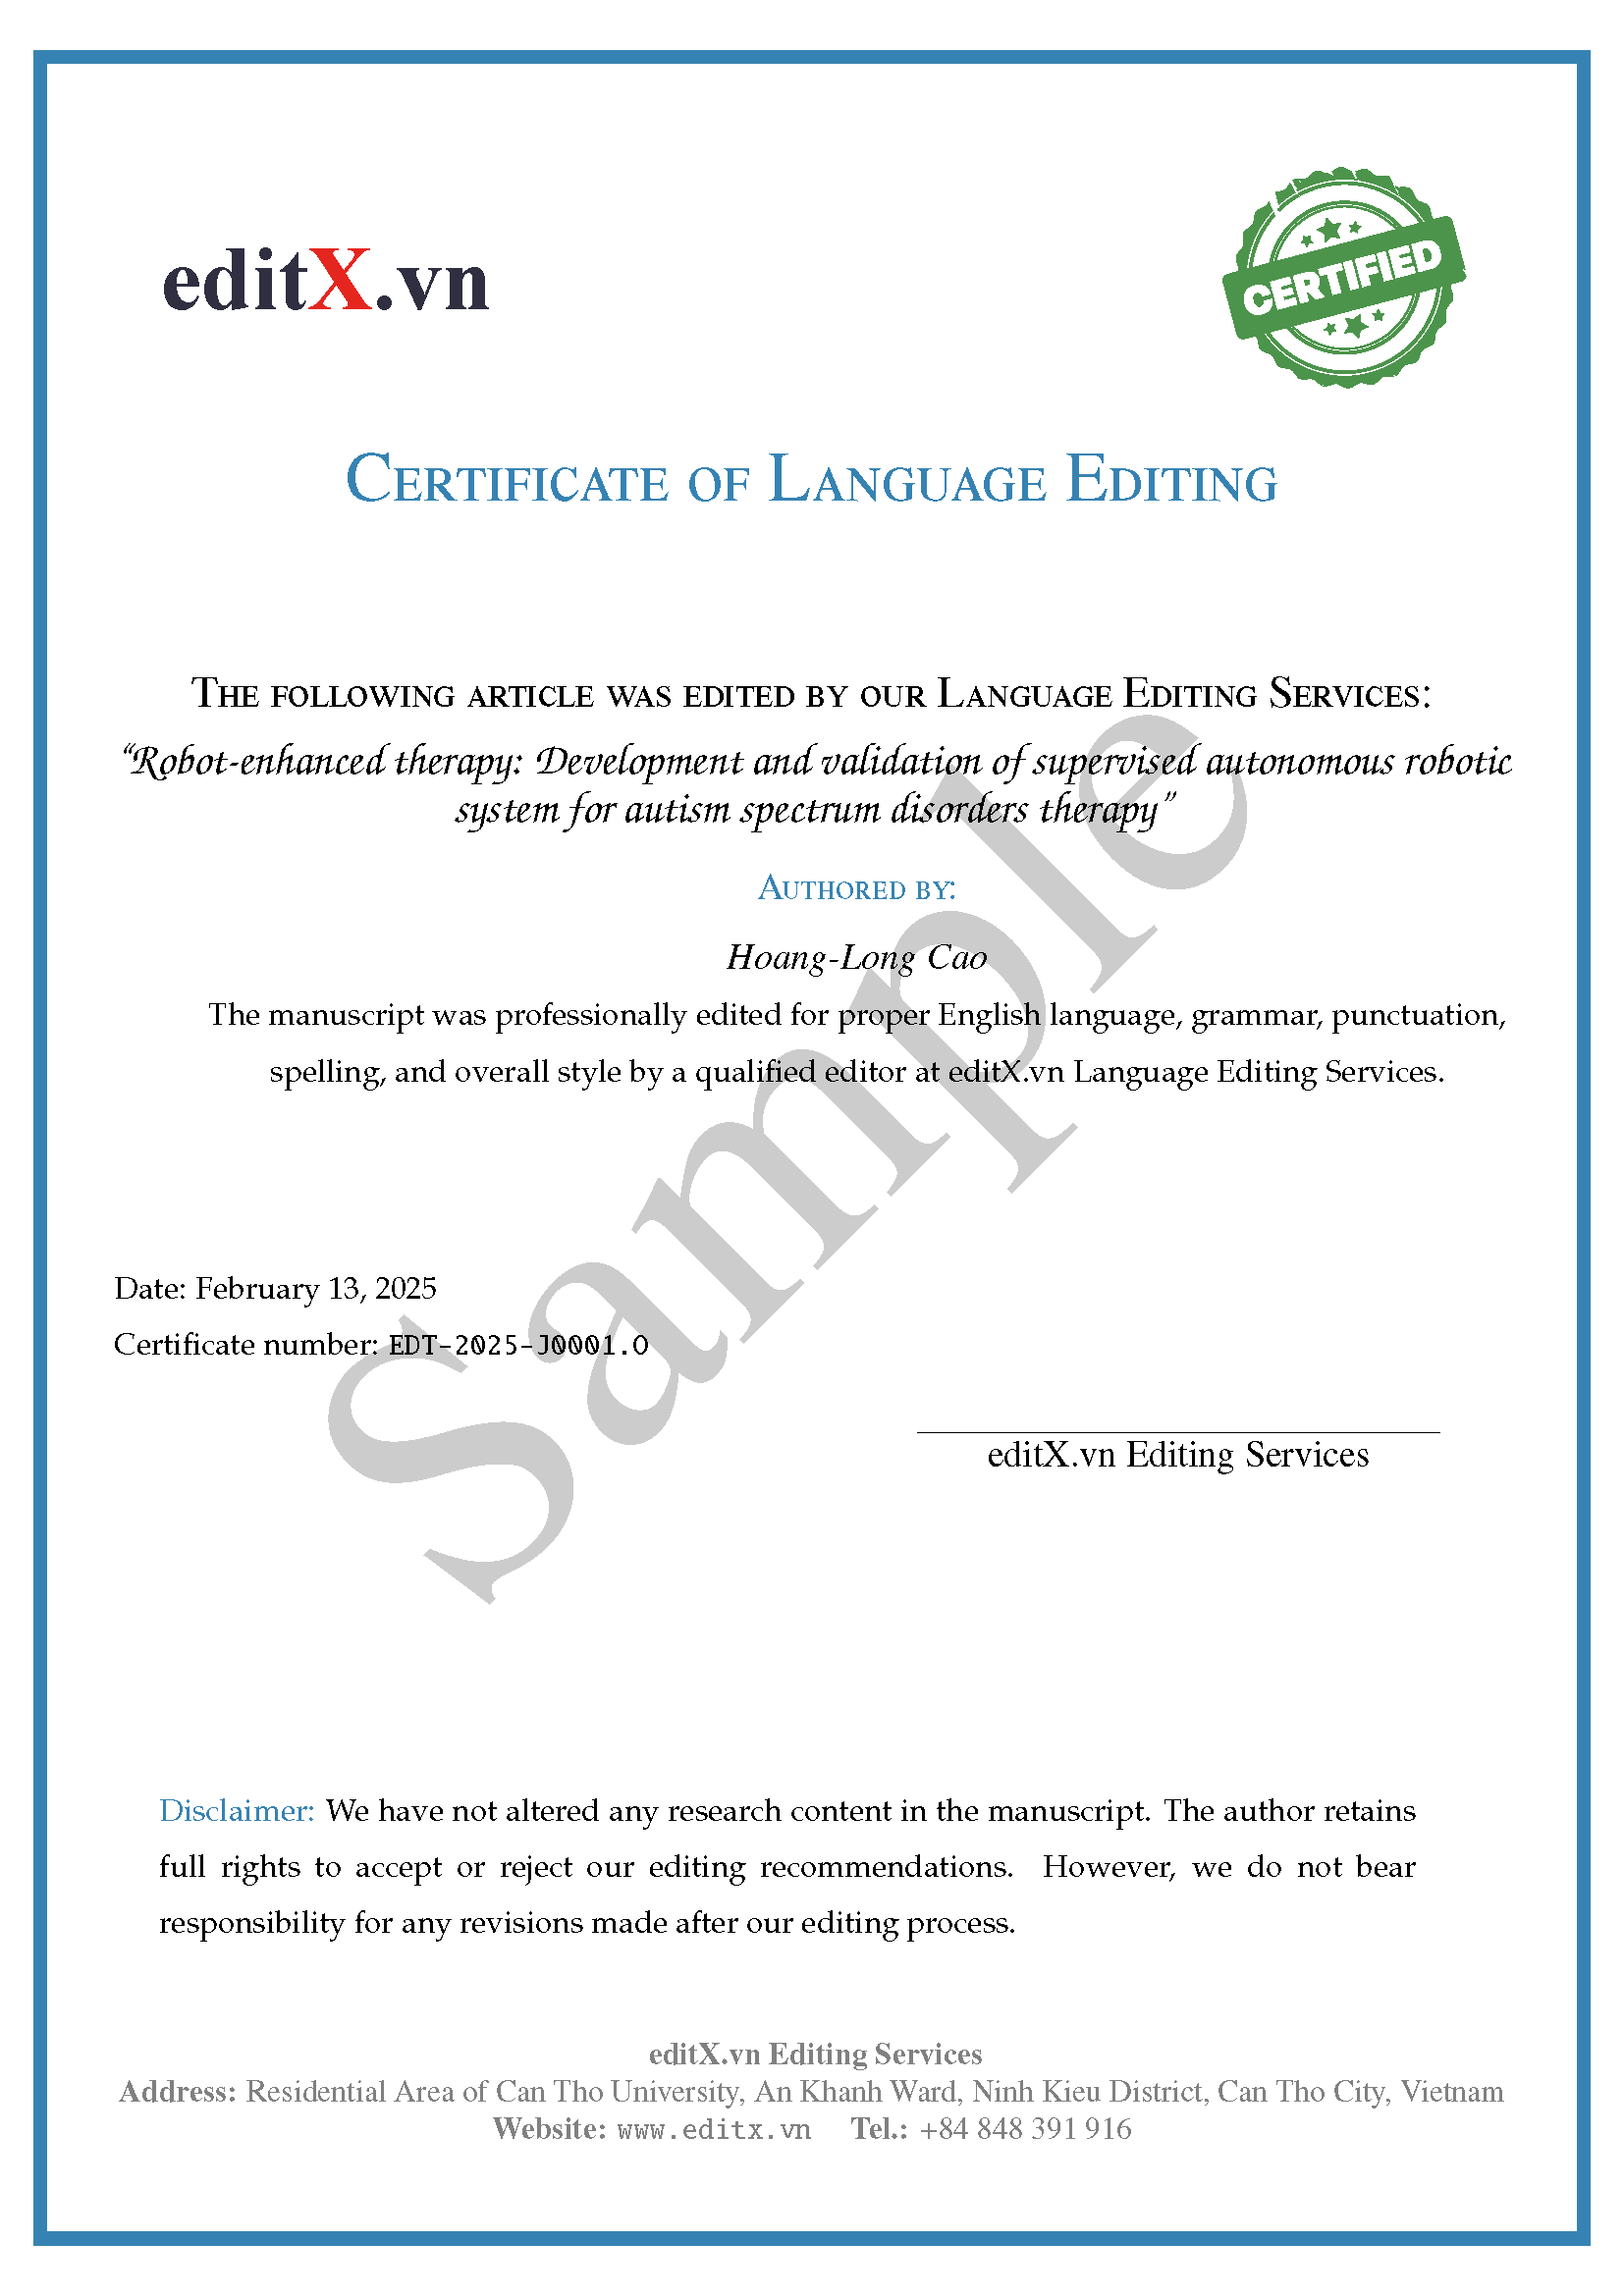 editX.vn
CERTIFIED
Certificate of Language Editing
The following article was edited by our Language Editing Services:
“Robot-enhanced therapy: Development and validation of supervised autonomous robotic
system for autism spectrum disorders therapy”
Authored by:
Hoang-Long Cao
The manuscript was professionally edited for proper English language, grammar, punctuation,
spelling, and overall style by a qualified editor at editX.vn Language Editing Services.
Sample
Date: February 13, 2025
Certificate number: EDT-2025-J0001.O
editX.vn Editing Services
Disclaimer: We have not altered any research content in the manuscript. The author retains
full rights to accept or reject our editing recommendations. However, we do not bear
responsibility for any revisions made after our editing process.
editX.vn Editing Services
Address: Residential Area of Can Tho University, An Khanh Ward, Ninh Kieu District, Can Tho City, Vietnam
Website: www.editx.vn Tel.: +84 848 391 916